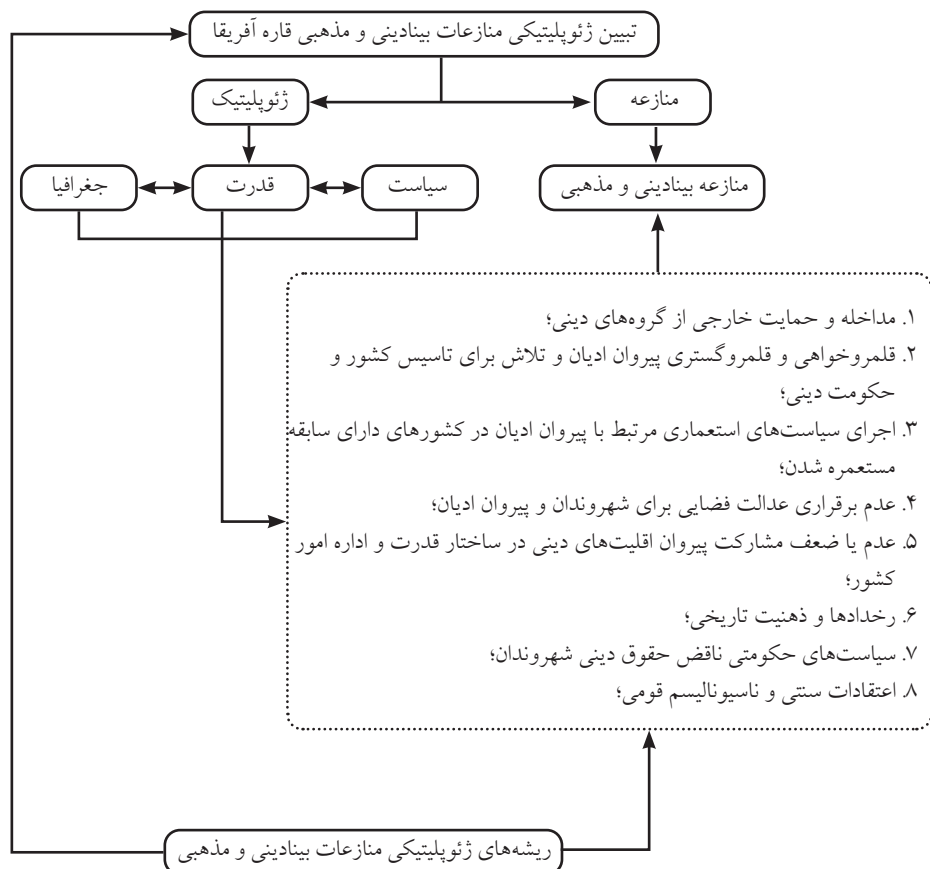 تبیین ژئوپلیتیکی منازعات بینادینی و مذهبی قاره آفریقا
منازعه
ژئوپلیتیک
منازعه بینادینی و مذهبی
سیاست
قدرت
جغرافیا
۱. مداخله و حمایت خارجی از گروه‌های دینی؛
۲. قلمروخواهی و قلمروگستری پیروان ادیان و تلاش برای تاسیس کشور و
حکومت دینی؛
۳. اجرای سیاست‌های استعماری مرتبط با پیروان ادیان در کشورهای دارای سابقه
مستعمره شدن؛
۴. عدم برقراری عدالت فضایی برای شهروندان و پیروان ادیان؛
۵. عدم یا ضعف مشارکت پیروان اقلیت‌های دینی در ساختار قدرت و اداره امور
کشور؛
۶. رخدادها و ذهنیت تاریخی؛
۷. سیاست‌های حکومتی ناقض حقوق دینی شهروندان؛
۸. اعتقادات سنتی و ناسیونالیسم قومی؛
ریشه‌های ژئوپلیتیکی منازعات بینادینی و مذهبی